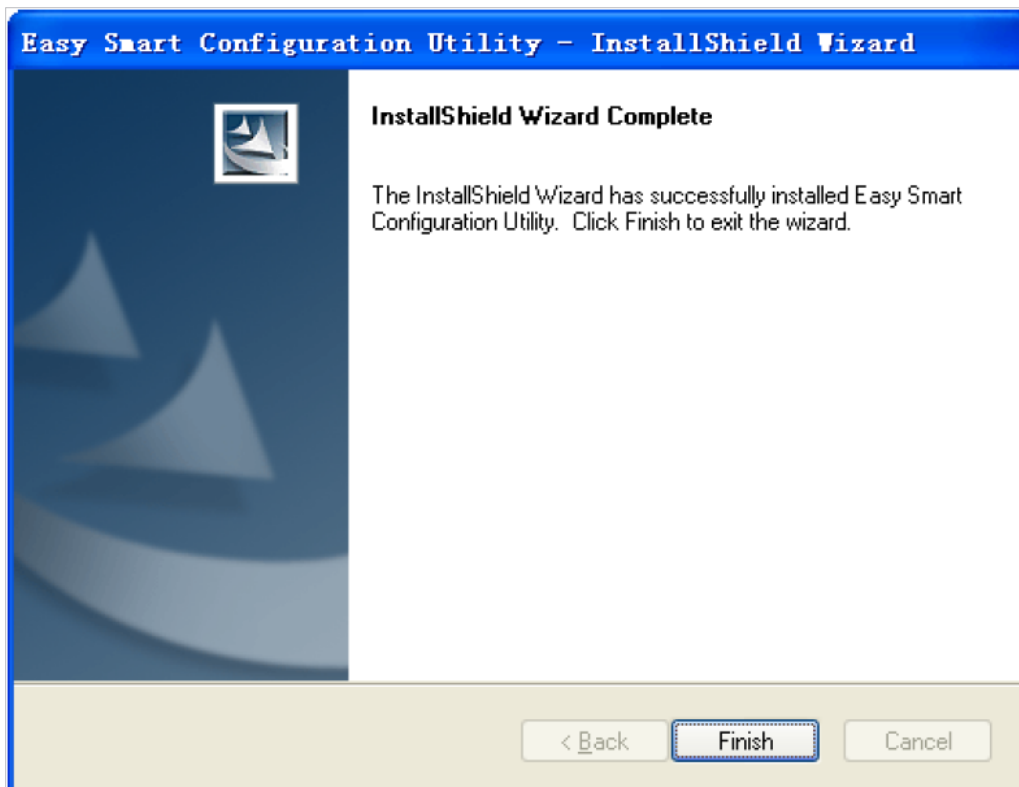 Easy Smart Configuration Utility - InstallShield Wizard
InstallShield Wizard Complete
The InstallShield Wizard has successfully installed Easy Smart
Configuration Utility. Click Finish to exit the wizard.
< Back
Finish
Cancel